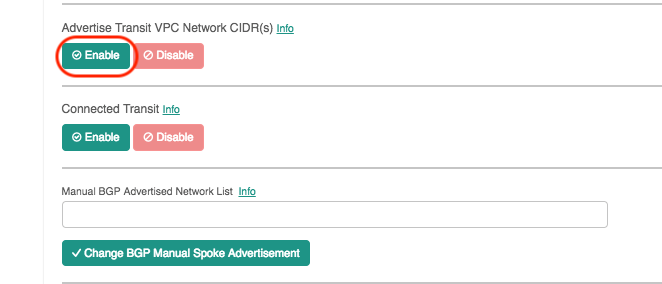 Advertise Transit VPC Network CIDR(s) Info
Enable Disable
Connected Transit Info
Enable Disable
Manual BGP Advertised Network List Info
Change BGP Manual Spoke Advertisement